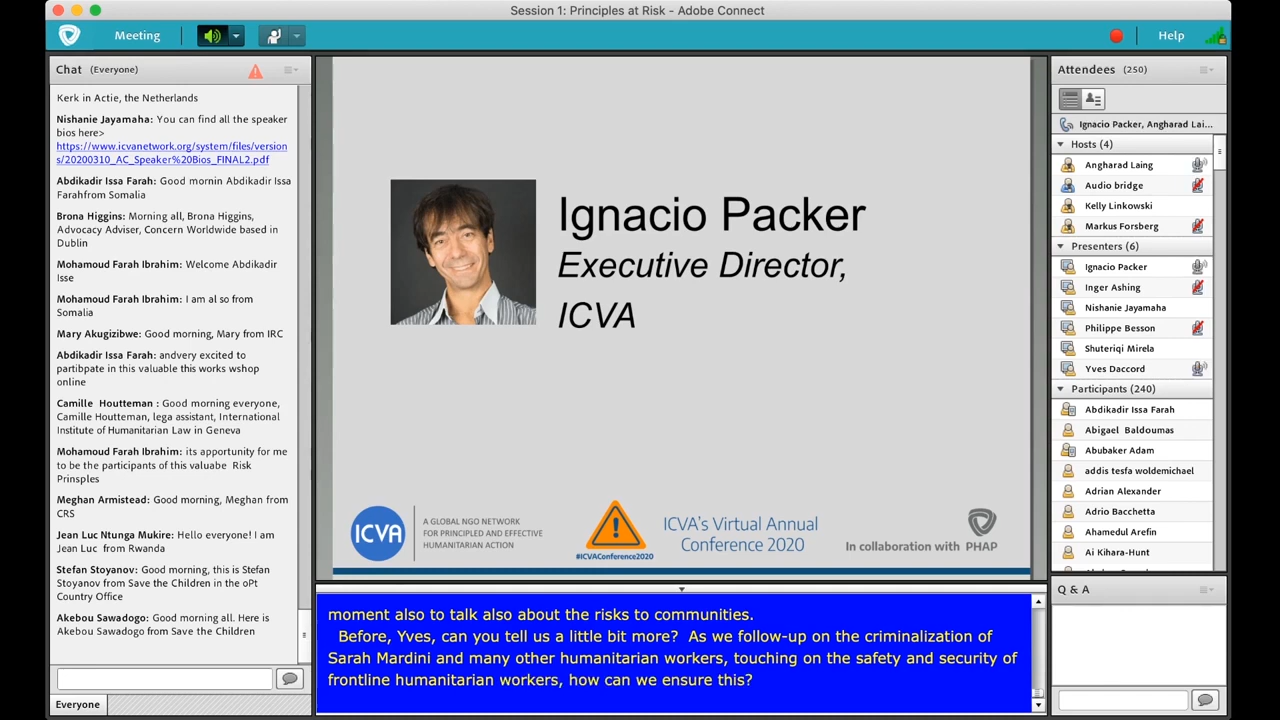 Session 1: Principles at Risk - Adobe Connect
Meeting
Help
Chat (Everyone)
Kerk in Actie, the Netherlands
Nishanie Jayamaha: You can find all the speaker
bios here>
https://www.icvanetwork.org/system/files/version
s/20200310_AC_Speaker%20Bios_FINAL2.pdf
Abdikadir Issa Farah: Good mornin Abdikadir Issa
Farahfrom Somalia
Brona Higgins: Morning all, Brona Higgins,
Advocacy Adviser, Concern Worldwide based in
Dublin
Mohamoud Farah Ibrahim: Welcome Abdikadir
Isse
Mohamoud Farah Ibrahim: I am al so from
Somalia
Mary Akugizibwe: Good morning, Mary from IRC
Abdikadir Issa Farah: andvery excited to
partibpate in this valuable this works wshop
online
Camille Houtteman : Good morning everyone,
Camille Houtteman, lega assistant, International
Institute of Humanitarian Law in Geneva
Mohamoud Farah Ibrahim: its apportunity for me
to be the participants of this valuabe Risk
Prinsples
Meghan Armistead: Good morning, Meghan from
CRS
Jean Luc Ntunga Mukire: Hello everyone! I am
Jean Luc from Rwanda
Stefan Stoyanov: Good morning, this is Stefan
Stoyanov from Save the Children in the oPt
Country Office
Akebou Sawadogo: Good morning all. Here is
Akebou Sawadogo from Save the Children
Everyone
Ignacio Packer
Executive Director,
ICVA
ICVA
A GLOBAL NGO NETWORK
FOR PRINCIPLED AND EFFECTIVE
HUMANITARIAN ACTION
#ICVAConference2020
ICVA's Virtual Annual
Conference 2020
In collaboration with PHAP
moment also to talk also about the risks to communities.
Before, Yves, can you tell us a little bit more? As we follow-up on the criminalization of
Sarah Mardini and many other humanitarian workers, touching on the safety and security of
frontline humanitarian workers, how can we ensure this?
Attendees (250)
Ignacio Packer, Angharad Lai...
Hosts (4)
Angharad Laing
Audio bridge
Kelly Linkowski
Markus Forsberg
Presenters (6)
Ignacio Packer
Inger Ashing
Nishanie Jayamaha
Philippe Besson
Shuteriqi Mirela
Yves Daccord
Participants (240)
Abdikadir Issa Farah
Abigael Baldoumas
Abubaker Adam
addis tesfa woldemichael
Adrian Alexander
Adrio Bacchetta
Ahamedul Arefin
Ai Kihara-Hunt
Q & A